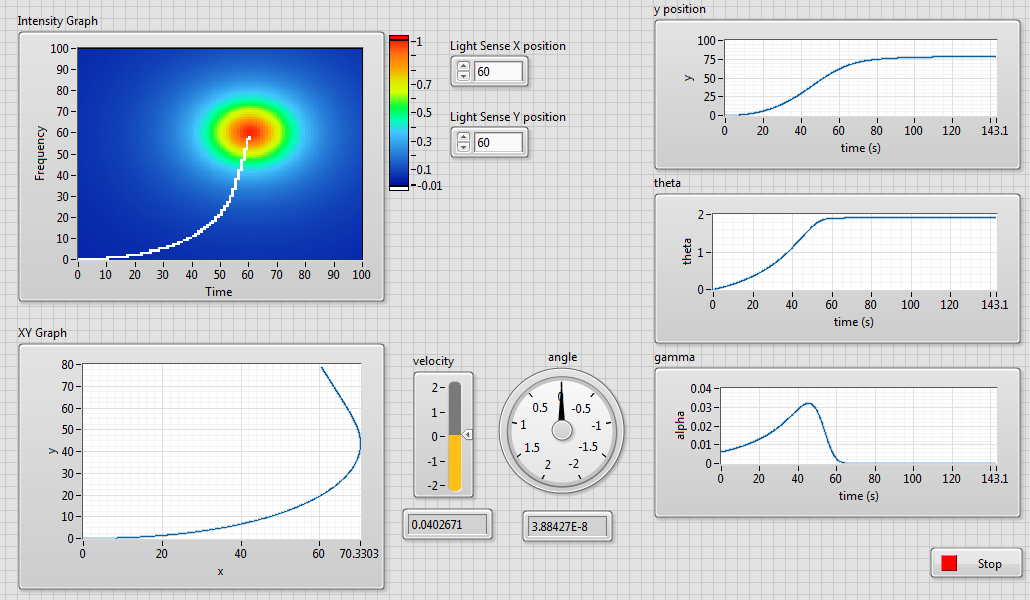 Intensity Graph
100
90
80
70
60
50
40
30
20
10
0
Frequency
0 10 20 30 40 50 60 70 80 90 100
Time
1
0.7
0.5
0.3
0.1
-0.01
Light Sense X position
60
Light Sense Y position
60
y position
100
75
50
25
0
y
0 20 40 60 80 100 120 143.1
time (s)
theta
2
1
0
theta
0 20 40 60 80 100 120 143.1
time (s)
XY Graph
80
70
60
50
40
30
20
10
0
y
0 20 40 60 70.3303
x
velocity
2
1
0
-1
-2
0.0402671
angle
0
0.5 -0.5
1 -1
1.5 -1.5
2 -2
3.88427E-8
gamma
0.04
0.03
0.02
0.01
0
alpha
0 20 40 60 80 100 120 143.1
time (s)
Stop